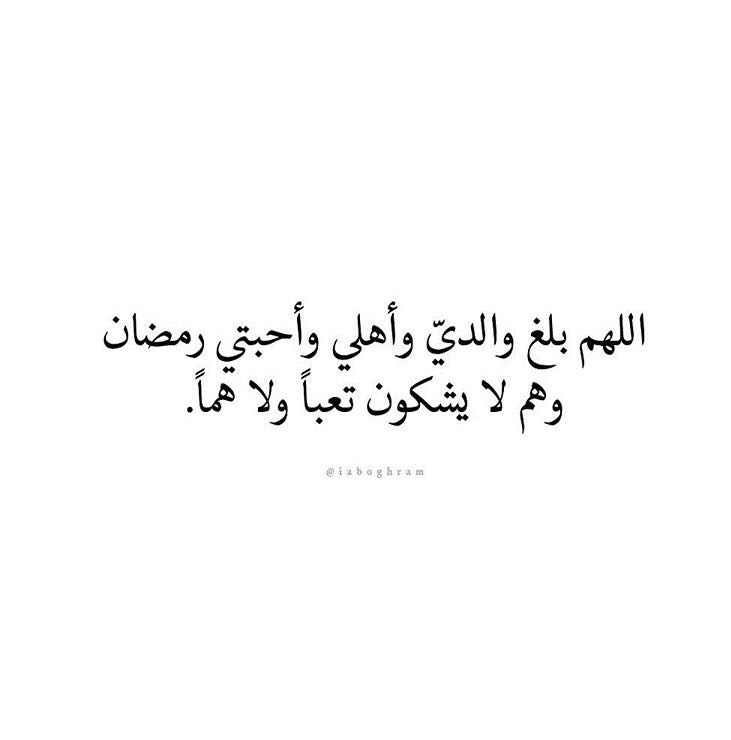 اللهم بلغ والديّ وأهلي وأحبتي رمضان
وهم لا يشكون تعباً ولا هماً.
@iaboghram